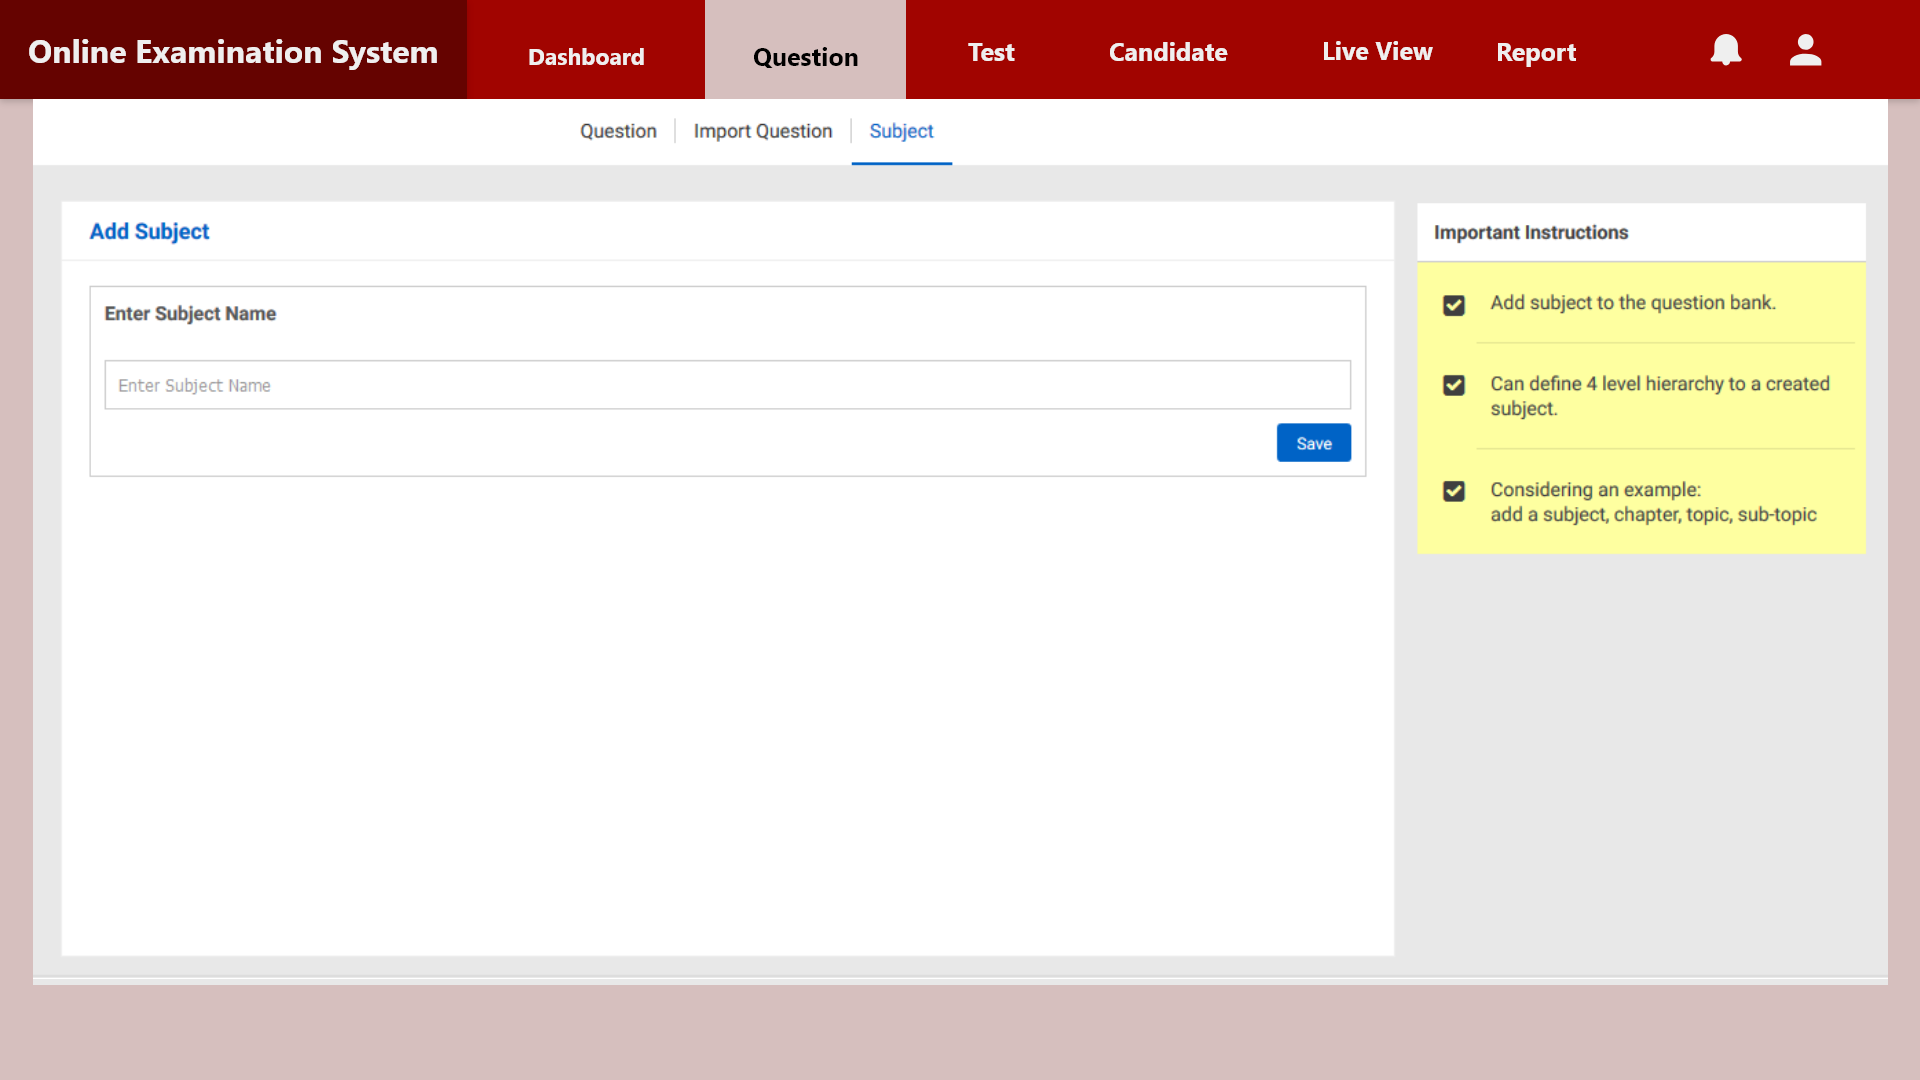 Online Examination System
Dashboard
Question
Test
Candidate
Live View
Report
Question
Import Question
Subject
Add Subject
Enter Subject Name
Enter Subject Name
Save
Important Instructions
Add subject to the question bank.
Can define 4 level hierarchy to a created
subject.
Considering an example:
add a subject, chapter, topic, sub-topic